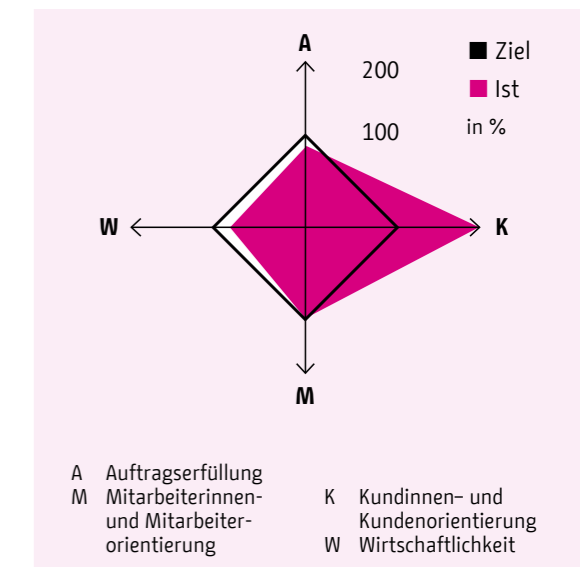 A
200
100
Ziel
Ist
in %
W
K
M
A Auftragserfüllung
M Mitarbeiterinnen-
und Mitarbeiter-
orientierung
K Kundinnen- und
Kundenorientierung
W Wirtschaftlichkeit